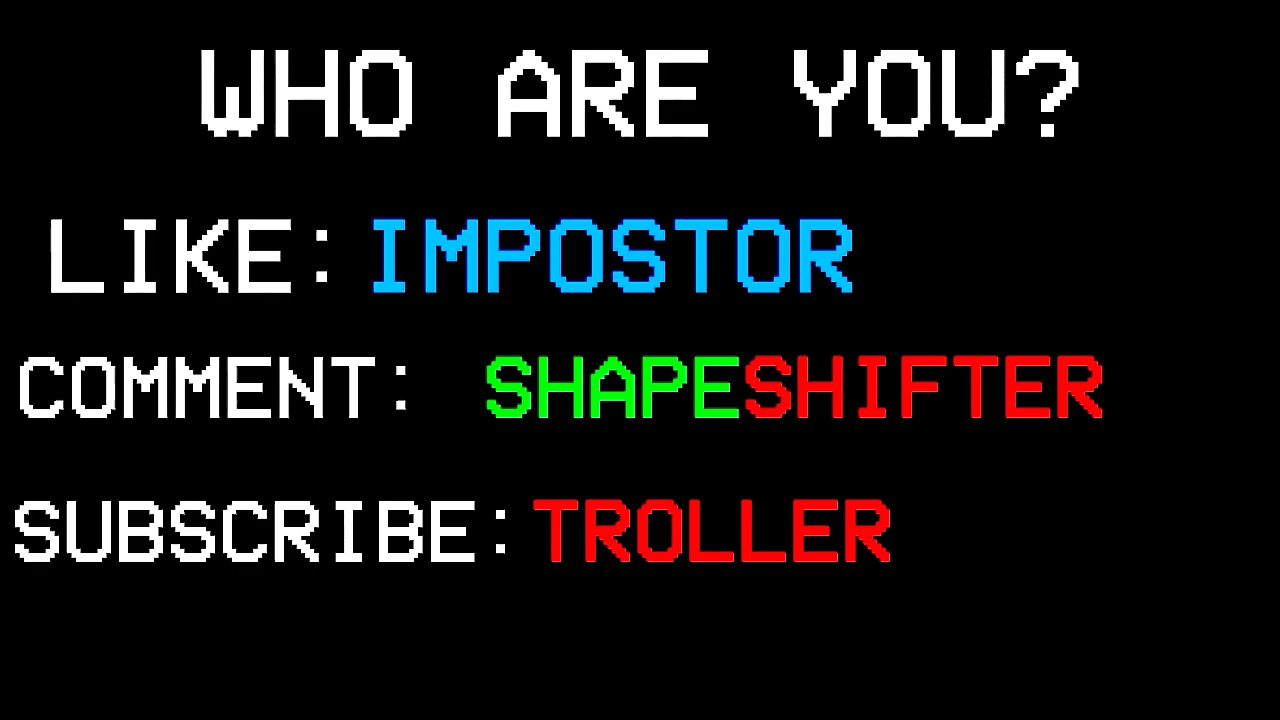 WHO ARE YOU?
LIKE: IMPOSTOR
COMMENT: SHAPESHIFTER
SUBSCRIBE: TROLLER